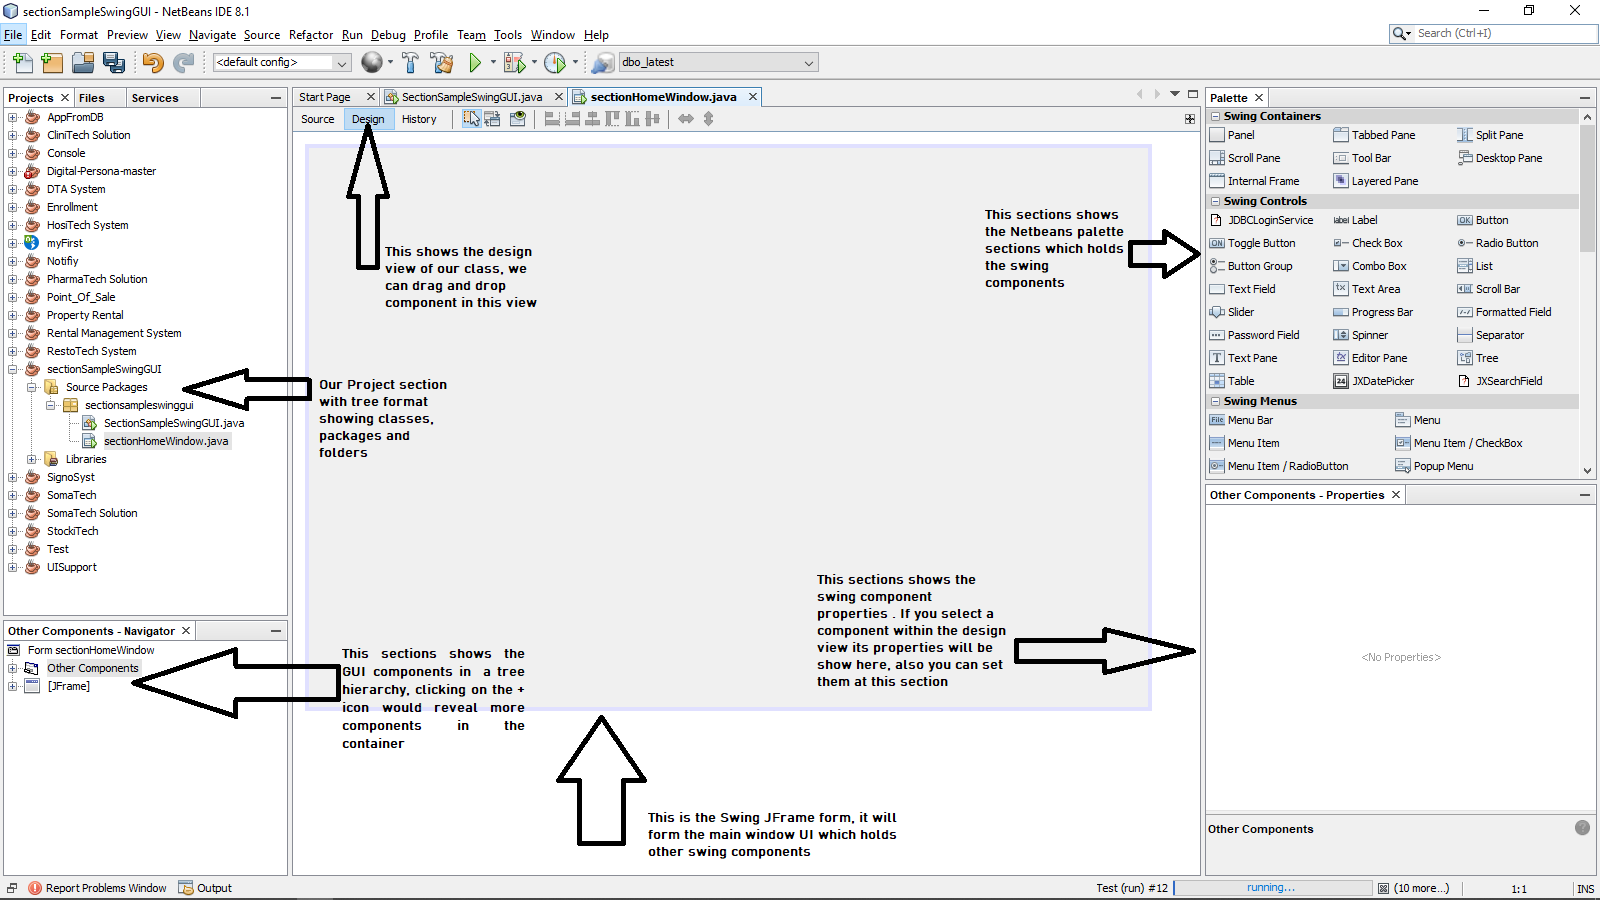 sectionSampleSwingGUI - NetBeans IDE 8.1
File Edit Format Preview View Navigate Source Refactor Run Debug Profile Team Tools Window Help
Search (Ctrl+I)
<default config>
dbo_latest
Projects
Files
Services
AppFromDB
CliniTech Solution
Console
Digital-Persona-master
DTA System
Enrollment
HosiTech System
myFirst
Notifiy
PharmaTech Solution
Point_Of_Sale
Property Rental
Rental Management System
RestoTech System
sectionSampleSwingGUI
Source Packages
sectionsampleswinggui
SectionSampleSwingGUI.java
sectionHomeWindow.java
Libraries
SignoSyst
SomaTech
SomaTech Solution
StockiTech
Test
UISupport
Other Components - Navigator
Form sectionHomeWindow
Other Components
[JFrame]
Start Page
SectionSampleSwingGUI.java
sectionHomeWindow.java
Source
Design
History
This shows the design
view of our class, we
can drag and drop
component in this view
This sections shows
the Netbeans palette
sections which holds
the swing
components
Our Project section
with tree format
showing classes,
packages and
folders
This sections shows the
swing component
properties . If you select a
component within the design
view its properties will be
show here, also you can set
them at this section
This sections shows the
GUI components in a tree
hierarchy, clicking on the +
icon would reveal more
components in the
container
This is the Swing JFrame form, it will
form the main window UI which holds
other swing components
Palette
Swing Containers
Panel Tabbed Pane Split Pane
Scroll Pane Tool Bar Desktop Pane
Internal Frame Layered Pane
Swing Controls
JDBCLoginService label Label OK Button
ON Toggle Button Check Box Radio Button
Button Group Combo Box List
Text Field Text Area Scroll Bar
Slider Progress Bar Formatted Field
Password Field Spinner Separator
T Text Pane Editor Pane Tree
Table 24 JXDatePicker JXSearchField
Swing Menus
File Menu Bar Menu
Menu Item Menu Item / CheckBox
Menu Item / RadioButton Popup Menu
Other Components - Properties
<No Properties>
Other Components
Report Problems Window
Output
Test (run) #12
running...
(10 more...)
1:1
INS